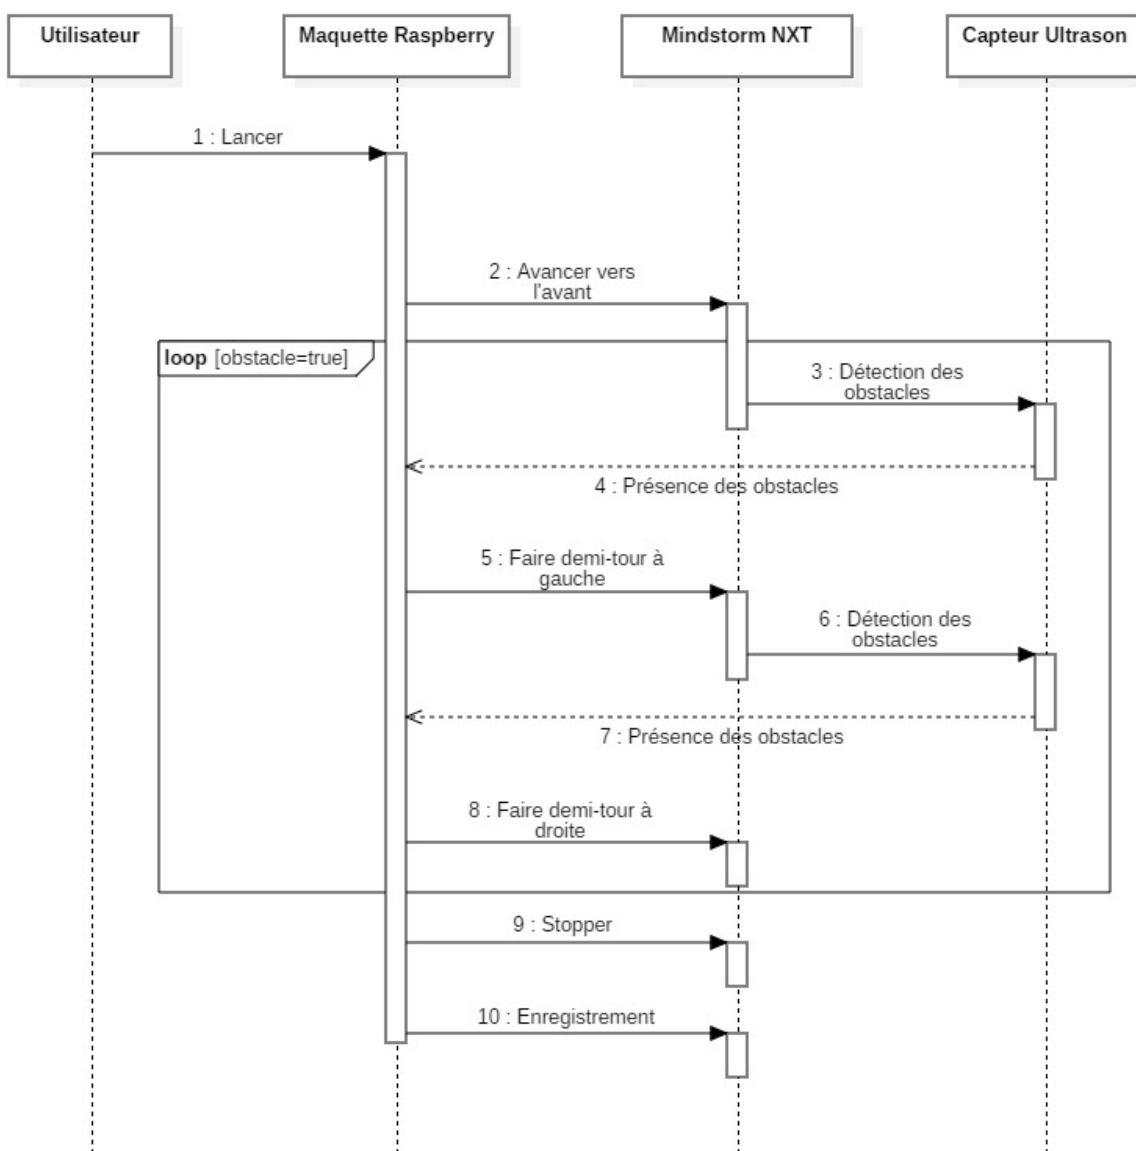 Utilisateur
Maquette Raspberry
Mindstorm NXT
Capteur Ultrason
1 : Lancer
2 : Avancer vers
l'avant
loop [obstacle=true]
3 : Détection des
obstacles
4 : Présence des obstacles
5 : Faire demi-tour à
gauche
6 : Détection des
obstacles
7 : Présence des obstacles
8 : Faire demi-tour à
droite
9 : Stopper
10 : Enregistrement